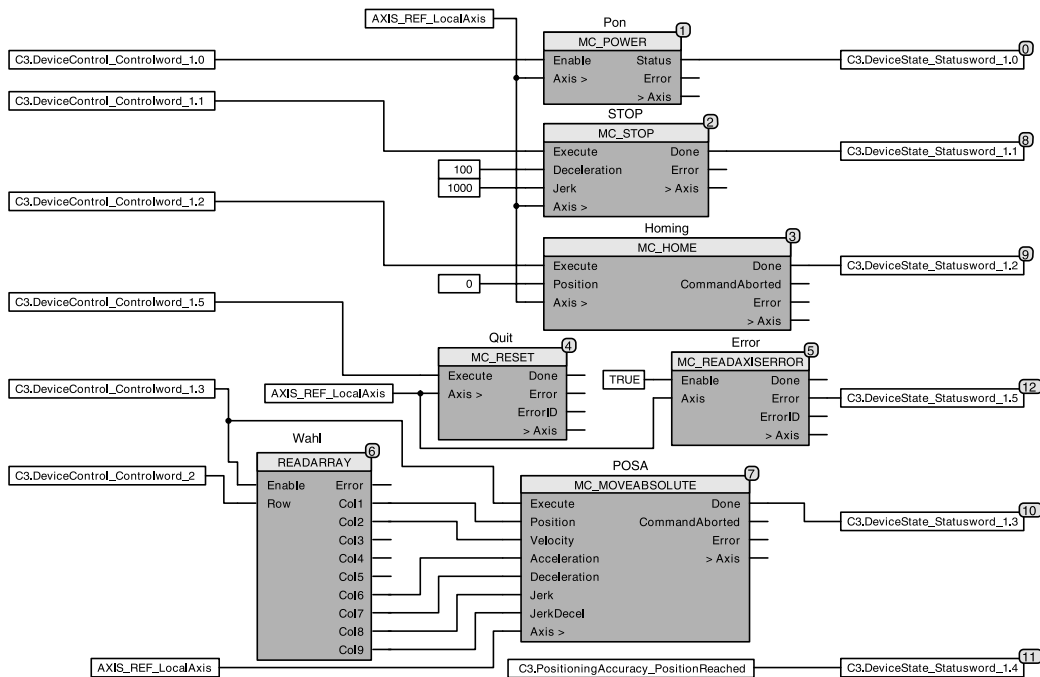 AXIS_REF_LocalAxis
Pon
1
MC_POWER
Enable Status
Axis > Error
> Axis
C3.DeviceControl_Controlword_1.0
0
C3.DeviceState_Statusword_1.0
C3.DeviceControl_Controlword_1.1
STOP
2
MC_STOP
Execute Done
Deceleration Error
Jerk > Axis
Axis >
100
1000
8
C3.DeviceState_Statusword_1.1
C3.DeviceControl_Controlword_1.2
Homing
3
MC_HOME
Execute Done
Position CommandAborted
Axis > Error
> Axis
0
9
C3.DeviceState_Statusword_1.2
C3.DeviceControl_Controlword_1.5
Quit
4
MC_RESET
Execute Done
Axis > Error
ErrorID
> Axis
AXIS_REF_LocalAxis
Error
5
MC_READAXISERROR
Enable Done
Axis Error
ErrorID
> Axis
TRUE
12
C3.DeviceState_Statusword_1.5
C3.DeviceControl_Controlword_1.3
Wahl
6
READARRAY
Enable Error
Row Col1
Col2
Col3
Col4
Col5
Col6
Col7
Col8
Col9
C3.DeviceControl_Controlword_2
POSA
7
MC_MOVEABSOLUTE
Execute Done
Position CommandAborted
Velocity Error
Acceleration > Axis
Deceleration
Jerk
JerkDecel
Axis >
10
C3.DeviceState_Statusword_1.3
AXIS_REF_LocalAxis
C3.PositioningAccuracy_PositionReached
11
C3.DeviceState_Statusword_1.4